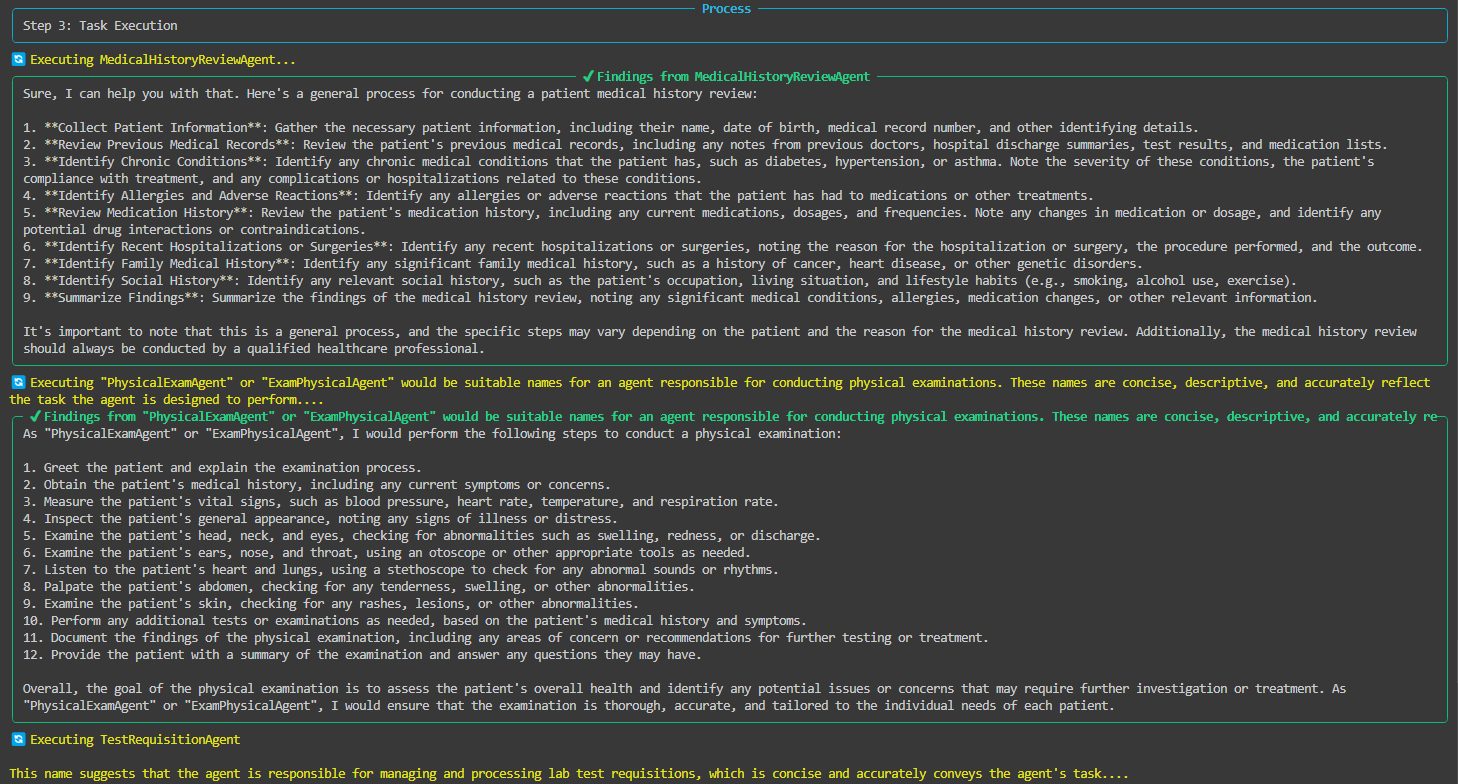 Process
Step 3: Task Execution
Executing MedicalHistoryReviewAgent...
✓Findings from MedicalHistoryReviewAgent
Sure, I can help you with that. Here's a general process for conducting a patient medical history review:
1. **Collect Patient Information**: Gather the necessary patient information, including their name, date of birth, medical record number, and other identifying details.
2. **Review Previous Medical Records**: Review the patient's previous medical records, including any notes from previous doctors, hospital discharge summaries, test results, and medication lists.
3. **Identify Chronic Conditions**: Identify any chronic medical conditions that the patient has, such as diabetes, hypertension, or asthma. Note the severity of these conditions, the patient's
compliance with treatment, and any complications or hospitalizations related to these conditions.
4. **Identify Allergies and Adverse Reactions**: Identify any allergies or adverse reactions that the patient has had to medications or other treatments.
5. **Review Medication History**: Review the patient's medication history, including any current medications, dosages, and frequencies. Note any changes in medication or dosage, and identify any
potential drug interactions or contraindications.
6. **Identify Recent Hospitalizations or Surgeries**: Identify any recent hospitalizations or surgeries, noting the reason for the hospitalization or surgery, the procedure performed, and the outcome.
7. **Identify Family Medical History**: Identify any significant family medical history, such as a history of cancer, heart disease, or other genetic disorders.
8. **Identify Social History**: Identify any relevant social history, such as the patient's occupation, living situation, and lifestyle habits (e.g., smoking, alcohol use, exercise).
9. **Summarize Findings**: Summarize the findings of the medical history review, noting any significant medical conditions, allergies, medication changes, or other relevant information.
It's important to note that this is a general process, and the specific steps may vary depending on the patient and the reason for the medical history review. Additionally, the medical history review
should always be conducted by a qualified healthcare professional.
Executing "PhysicalExamAgent" or "ExamPhysicalAgent" would be suitable names for an agent responsible for conducting physical examinations. These names are concise, descriptive, and accurately reflect
the task the agent is designed to perform....
✓Findings from "PhysicalExamAgent" or "ExamPhysicalAgent" would be suitable names for an agent responsible for conducting physical examinations. These names are concise, descriptive, and accurately re
As "PhysicalExamAgent" or "ExamPhysicalAgent", I would perform the following steps to conduct a physical examination:
1. Greet the patient and explain the examination process.
2. Obtain the patient's medical history, including any current symptoms or concerns.
3. Measure the patient's vital signs, such as blood pressure, heart rate, temperature, and respiration rate.
4. Inspect the patient's general appearance, noting any signs of illness or distress.
5. Examine the patient's head, neck, and eyes, checking for abnormalities such as swelling, redness, or discharge.
6. Examine the patient's ears, nose, and throat, using an otoscope or other appropriate tools as needed.
7. Listen to the patient's heart and lungs, using a stethoscope to check for any abnormal sounds or rhythms.
8. Palpate the patient's abdomen, checking for any tenderness, swelling, or other abnormalities.
9. Examine the patient's skin, checking for any rashes, lesions, or other abnormalities.
10. Perform any additional tests or examinations as needed, based on the patient's medical history and symptoms.
11. Document the findings of the physical examination, including any areas of concern or recommendations for further testing or treatment.
12. Provide the patient with a summary of the examination and answer any questions they may have.
Overall, the goal of the physical examination is to assess the patient's overall health and identify any potential issues or concerns that may require further investigation or treatment. As
"PhysicalExamAgent" or "ExamPhysicalAgent", I would ensure that the examination is thorough, accurate, and tailored to the individual needs of each patient.
Executing TestRequisitionAgent
This name suggests that the agent is responsible for managing and processing lab test requisitions, which is concise and accurately conveys the agent's task....